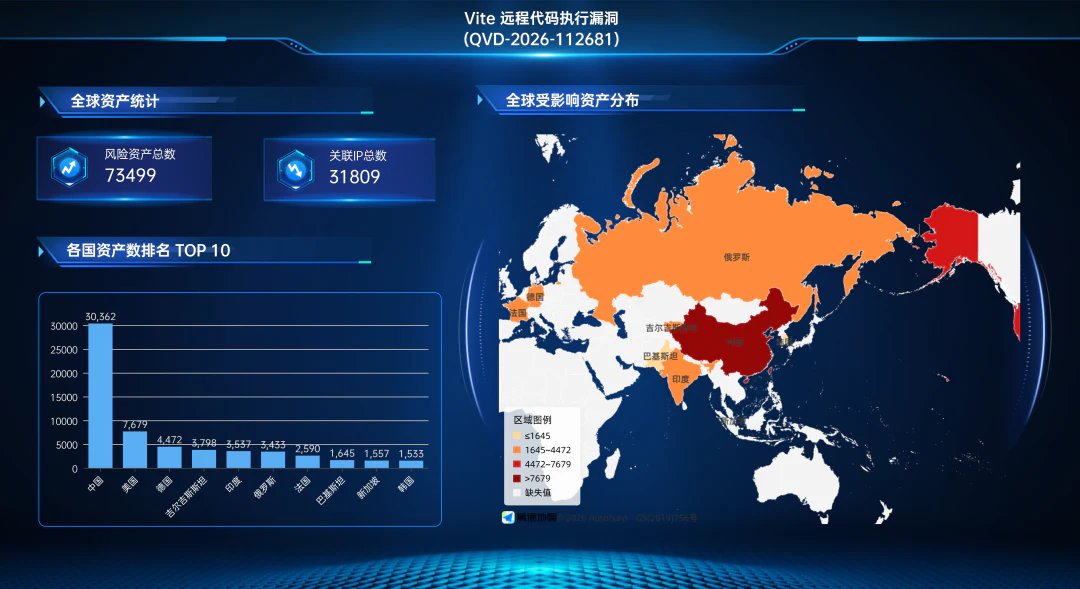 Vite 远程代码执行漏洞
(QVD-2026-112681)
全球资产统计
风险资产总数
73499
关联IP总数
31809
各国资产数排名 TOP 10
30000
25000
20000
15000
10000
5000
0
30,362
7,679
4,472
3,798
3,537
3,433
2,590
1,645
1,557
1,533
中国
美国
德国
吉尔吉斯斯坦
印度
俄罗斯
法国
巴基斯坦
新加坡
韩国
全球受影响资产分布
俄罗斯
德国
法国
吉尔吉斯斯坦
中国
巴基斯坦
印度
区域图例
≤1645
1645~4472
4472~7679
>7679
缺失值
高德地图